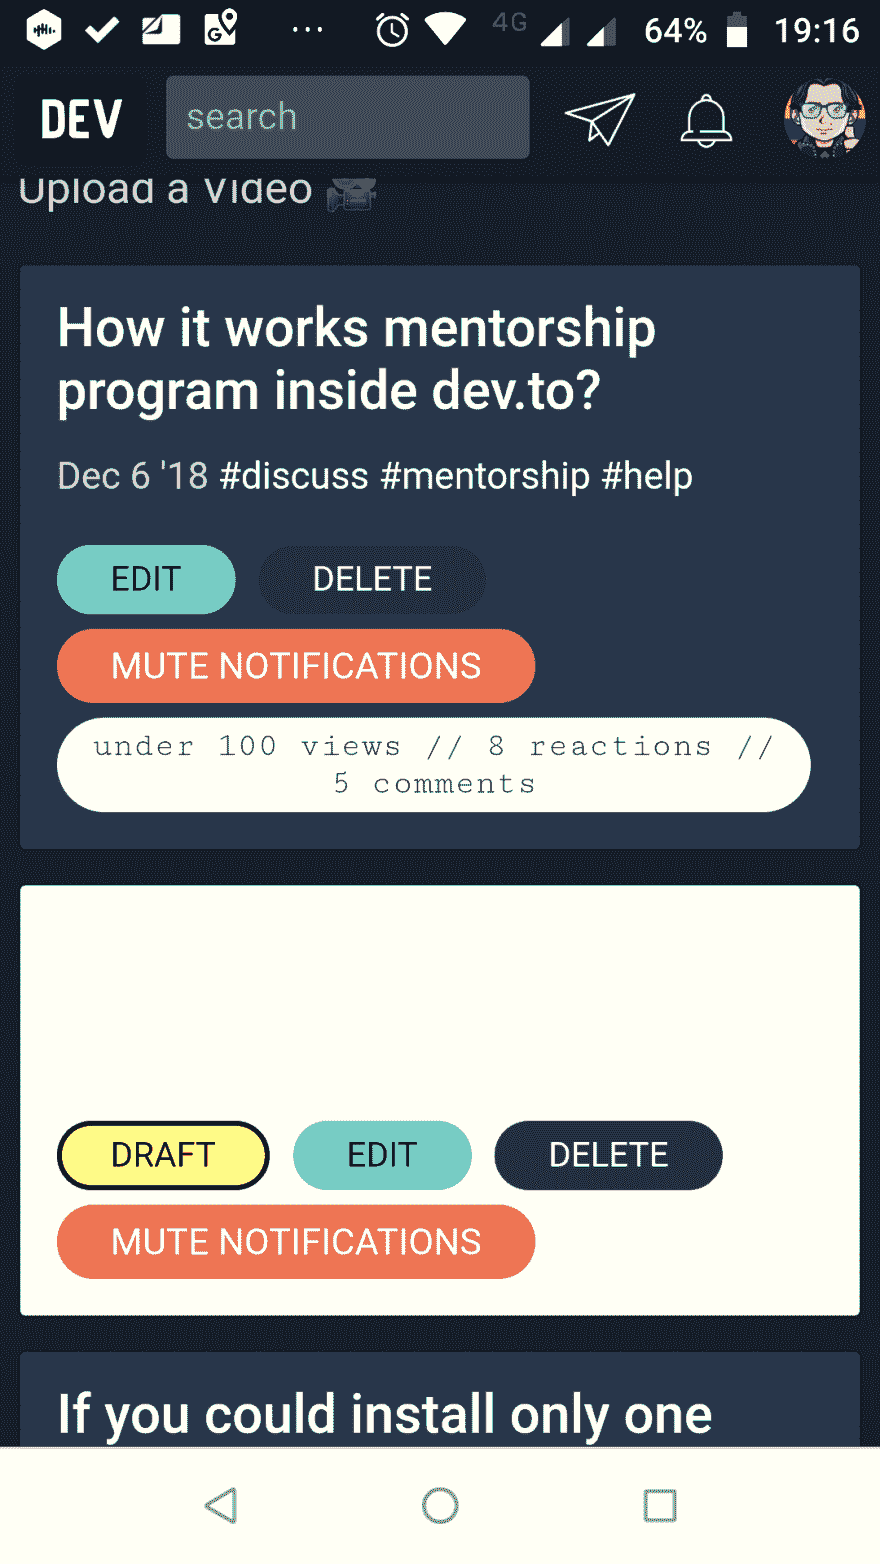 4G 64% 19:16
DEV search
Upload a Video
How it works mentorship
program inside dev.to?
Dec 6 '18 #discuss #mentorship #help
EDIT DELETE
MUTE NOTIFICATIONS
under 100 views // 8 reactions //
5 comments
DRAFT EDIT DELETE
MUTE NOTIFICATIONS
If you could install only one